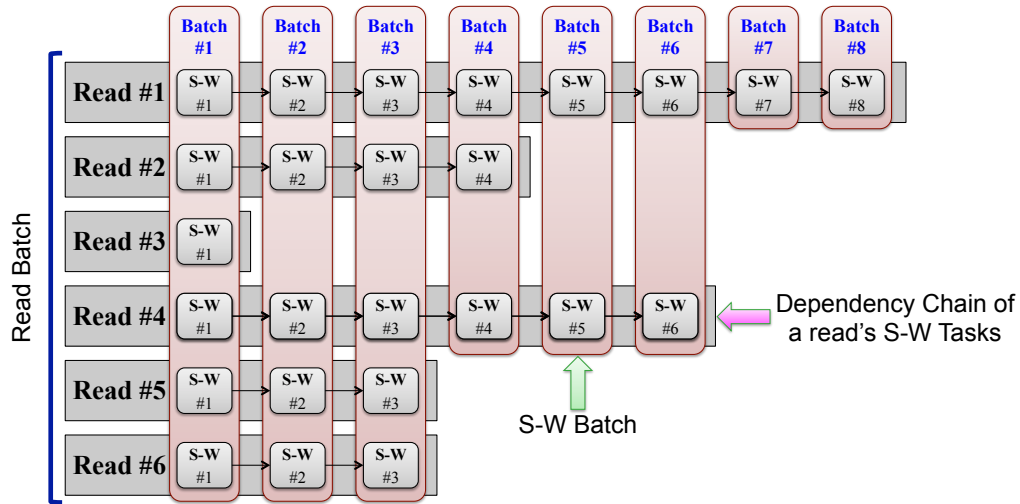 Batch #1
Batch #2
Batch #3
Batch #4
Batch #5
Batch #6
Batch #7
Batch #8
Read Batch
Read #1
S-W #1
S-W #2
S-W #3
S-W #4
S-W #5
S-W #6
S-W #7
S-W #8
Read #2
S-W #1
S-W #2
S-W #3
S-W #4
Read #3
S-W #1
Read #4
S-W #1
S-W #2
S-W #3
S-W #4
S-W #5
S-W #6
Dependency Chain of
a read's S-W Tasks
Read #5
S-W #1
S-W #2
S-W #3
S-W Batch
Read #6
S-W #1
S-W #2
S-W #3